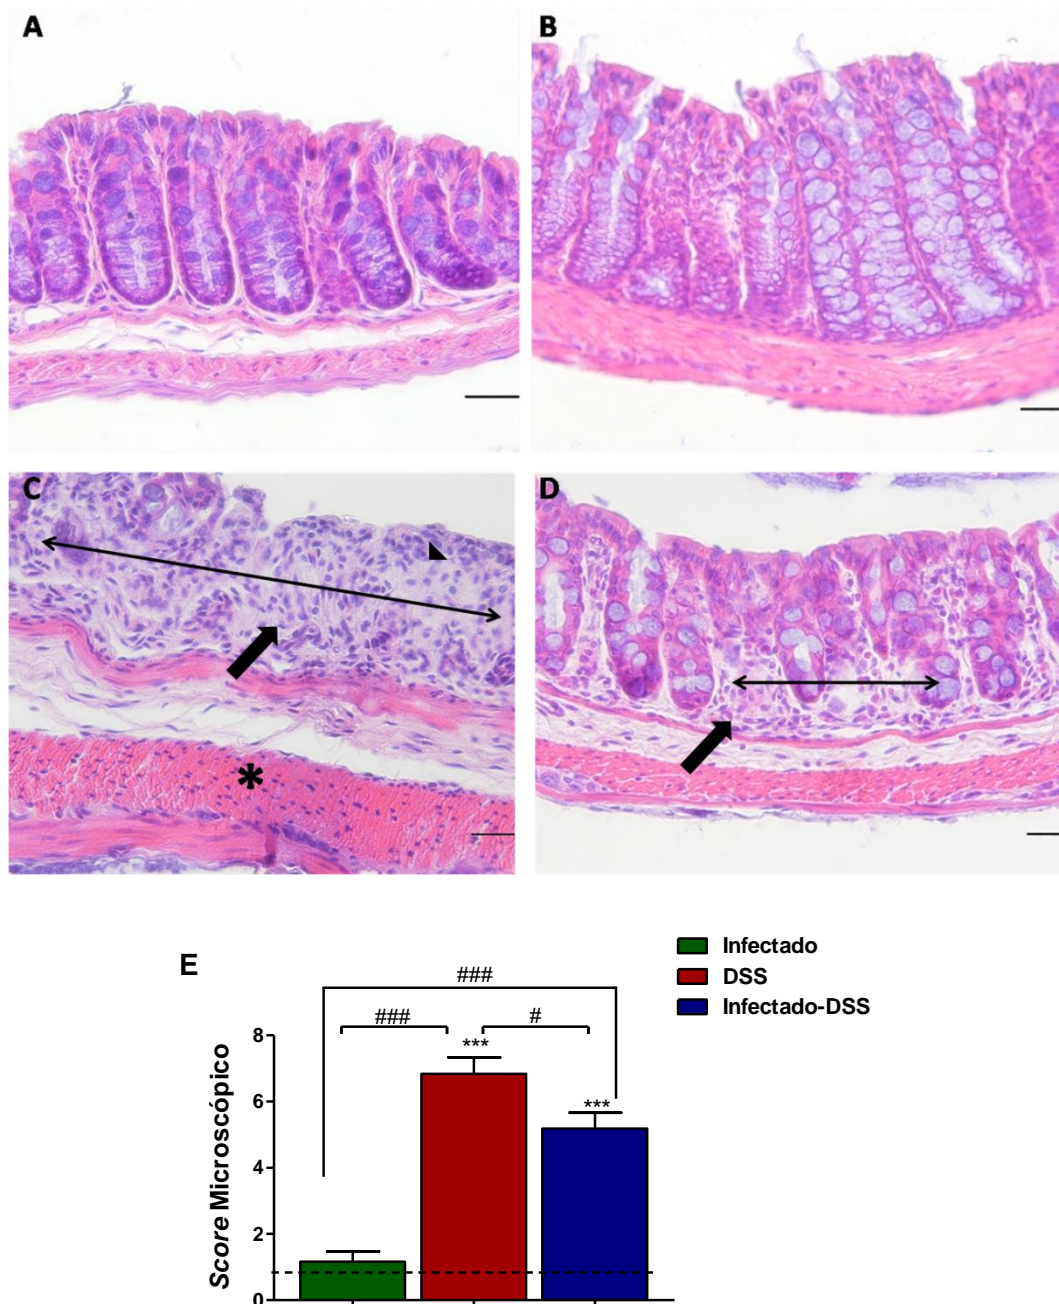 A
B
C
D
*
E
Infectado
DSS
Infectado-DSS
###
###
#
***
***
8
6
4
2
0
Score Microscópico